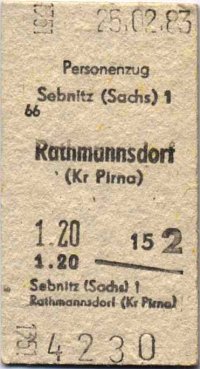 25.02.83
Personenzug
Sebnitz (Sachs) 1
66
Rathmannsdorf
(Kr Pirna)
1.20 15 2
1.20
Sebnitz (Sachs) 1
Rathmannsdorf (Kr Pirna)
4230